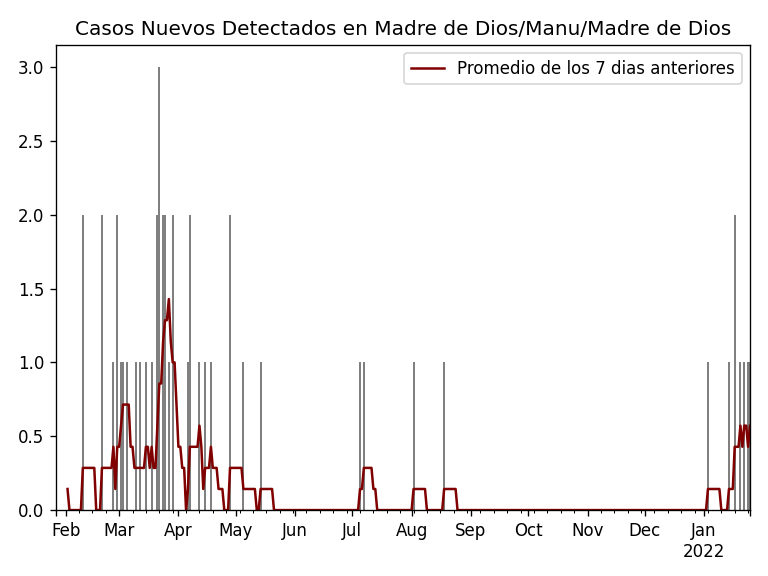 Casos Nuevos Detectados en Madre de Dios/Manu/Madre de Dios
Promedio de los 7 dias anteriores
3.0
2.5
2.0
1.5
1.0
0.5
0.0
Feb Mar Apr May Jun Jul Aug Sep Oct Nov Dec Jan
2022